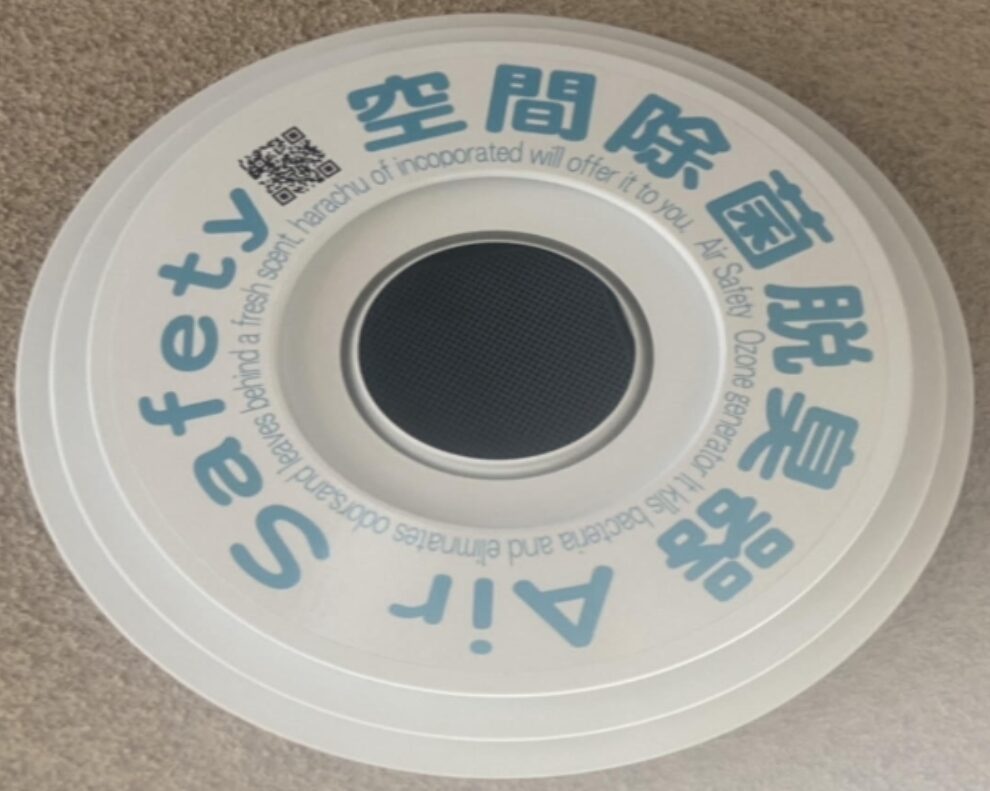 空間除菌脱臭器
Air Safety
Air Safety Ozone generator It kills bacteria and elimnates odorsand leaves behind a fresh scent harachu of incoporated will offer it to you.